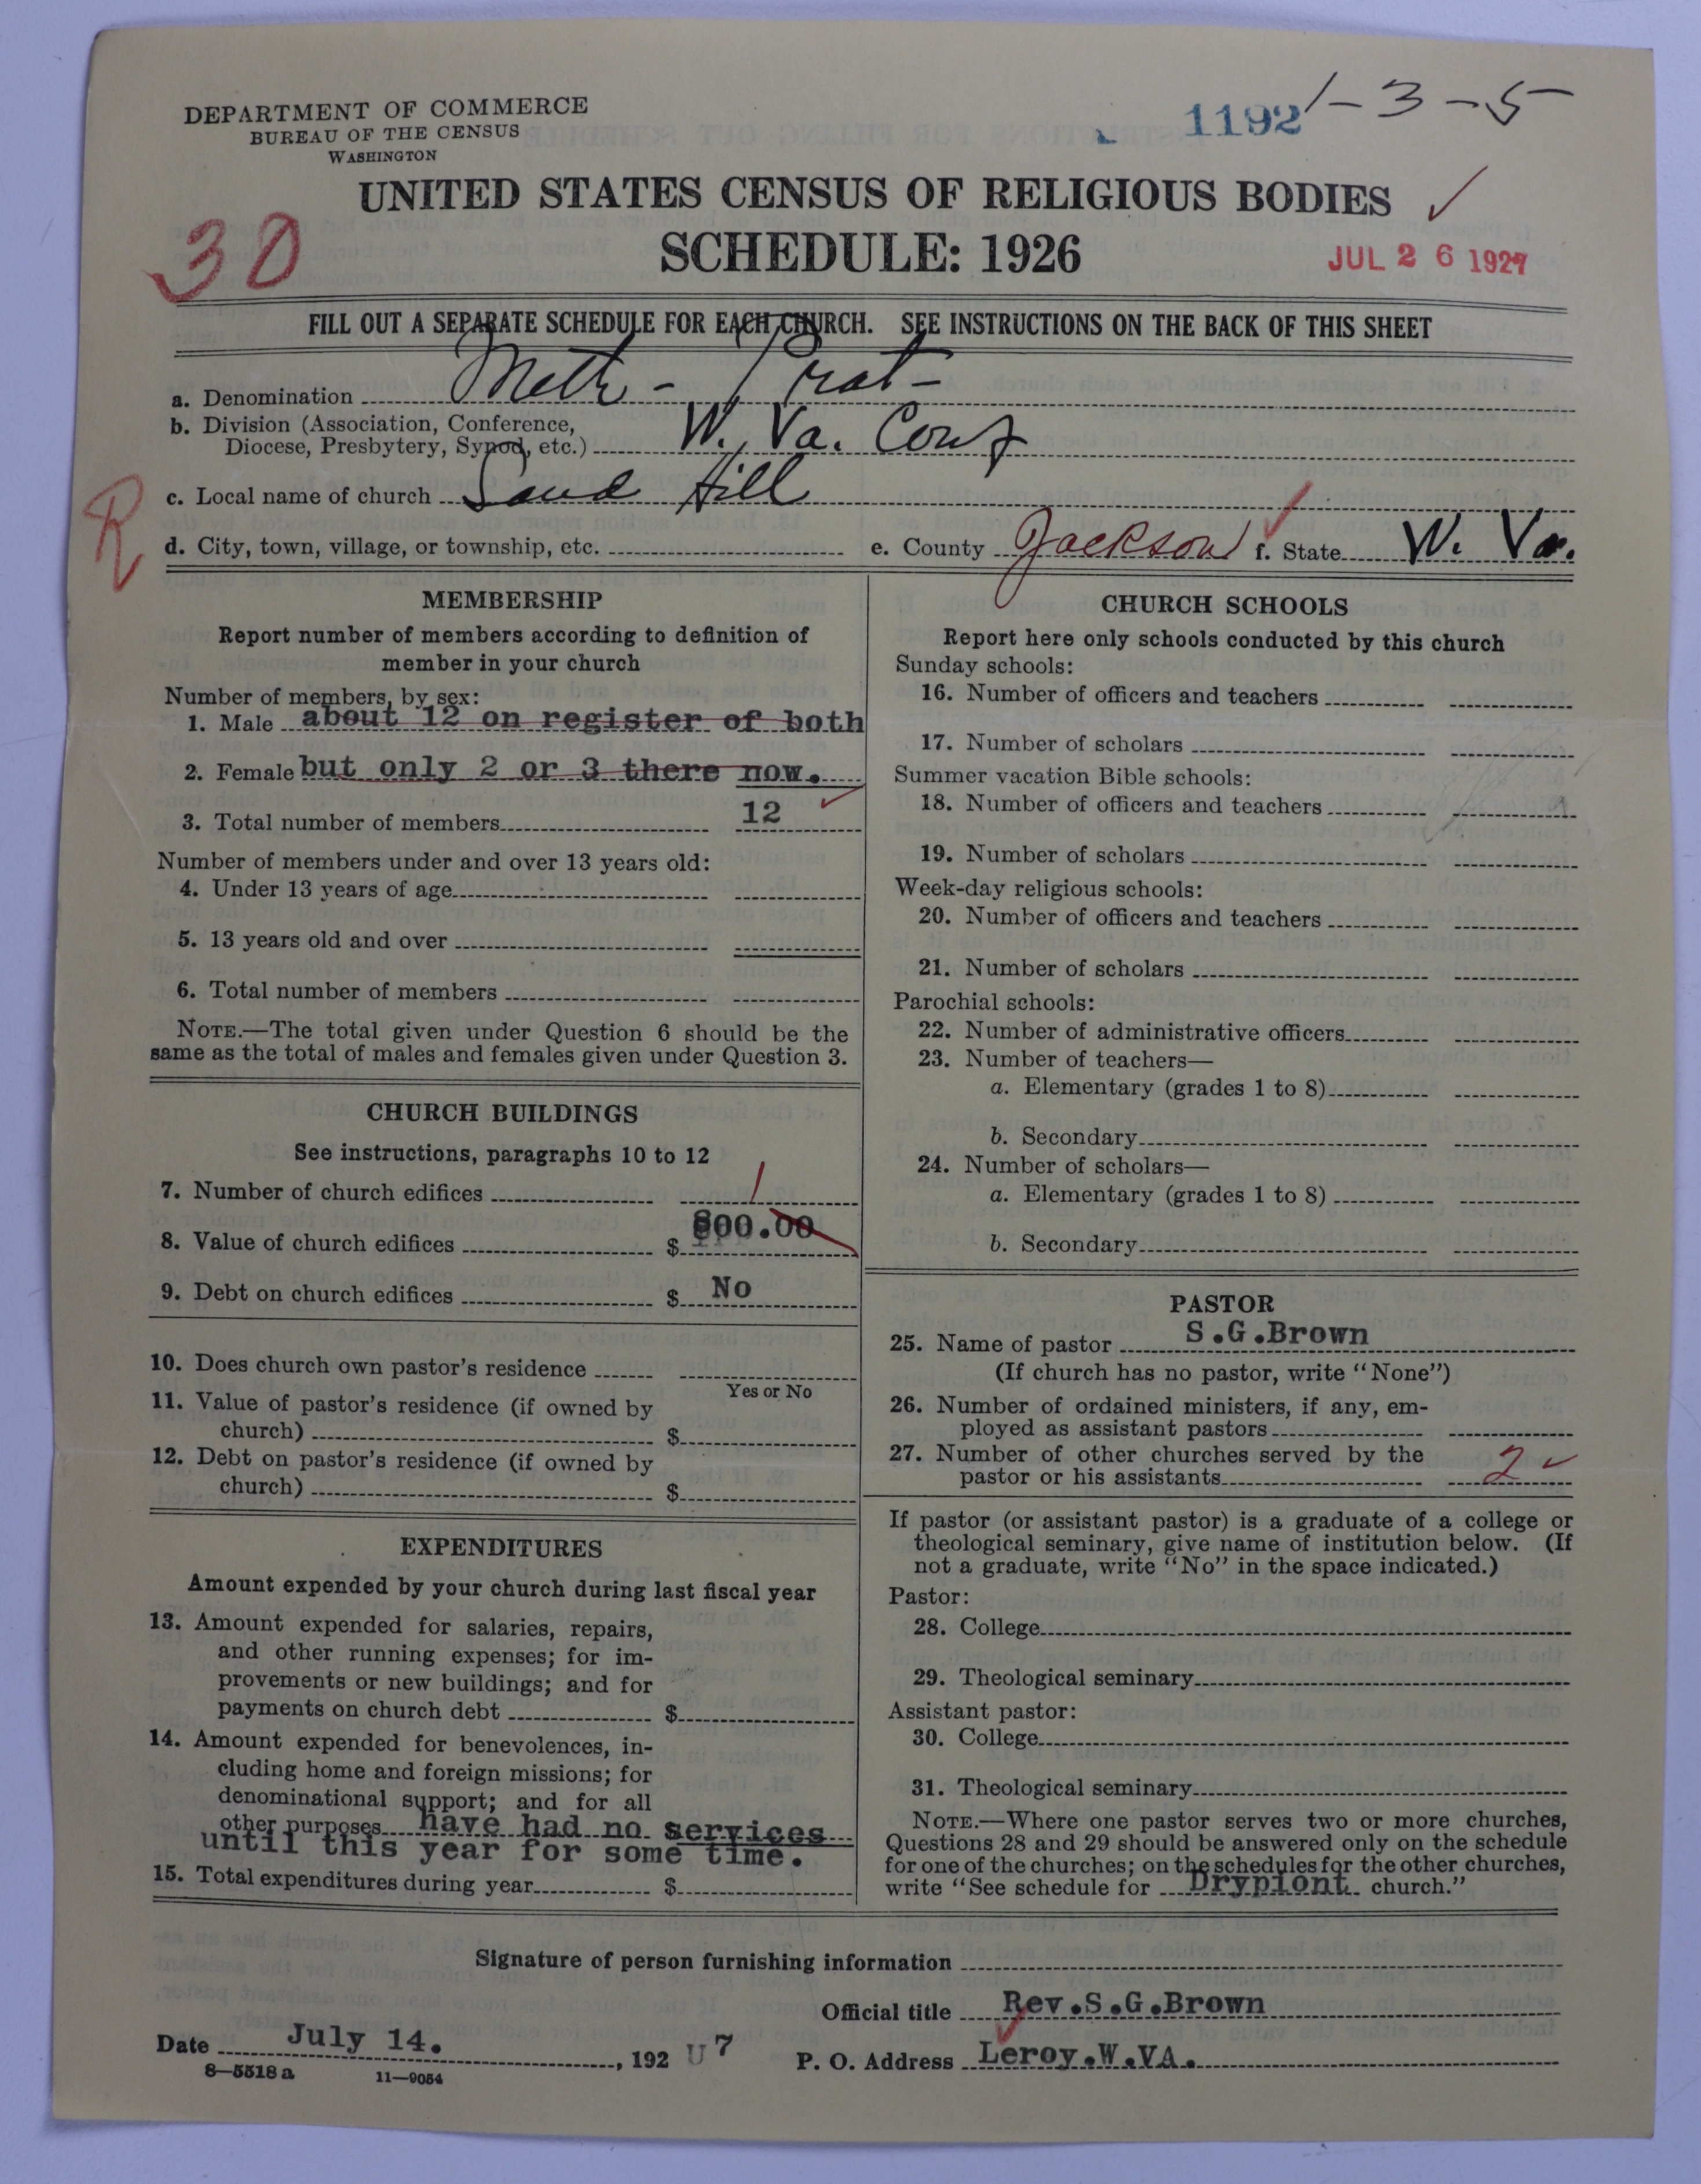 DEPARTMENT OF COMMERCE
BUREAU OF THE CENSUS
WASHINGTON
1192 1-3-5
UNITED STATES CENSUS OF RELIGIOUS BODIES
SCHEDULE: 1926
30
JUL 26 1927
FILL OUT A SEPARATE SCHEDULE FOR EACH CHURCH. SEE INSTRUCTIONS ON THE BACK OF THIS SHEET
a. Denomination Meth- Prot-
b. Division (Association, Conference,
Diocese, Presbytery, Synod, etc.) W. Va. Conf
c. Local name of church Sand Hill
R
d. City, town, village, or township, etc. e. County Jackson f. State W. Va.
MEMBERSHIP
Report number of members according to definition of
member in your church
Number of members, by sex:
1. Male about 12 on register of both
2. Female but only 2 or 3 there now.
3. Total number of members 12
Number of members under and over 13 years old:
4. Under 13 years of age
5. 13 years old and over
6. Total number of members
NOTE.—The total given under Question 6 should be the
same as the total of males and females given under Question 3.
CHURCH BUILDINGS
See instructions, paragraphs 10 to 12
7. Number of church edifices 1
8. Value of church edifices $ 800.00
9. Debt on church edifices $ No
10. Does church own pastor's residence
Yes or No
11. Value of pastor's residence (if owned by
church) $
12. Debt on pastor's residence (if owned by
church) $
EXPENDITURES
Amount expended by your church during last fiscal year
13. Amount expended for salaries, repairs,
and other running expenses; for im-
provements or new buildings; and for
payments on church debt $
14. Amount expended for benevolences, in-
cluding home and foreign missions; for
denominational support; and for all
other purposes have had no services
until this year for some time.
15. Total expenditures during year $
CHURCH SCHOOLS
Report here only schools conducted by this church
Sunday schools:
16. Number of officers and teachers
17. Number of scholars
Summer vacation Bible schools:
18. Number of officers and teachers
19. Number of scholars
Week-day religious schools:
20. Number of officers and teachers
21. Number of scholars
Parochial schools:
22. Number of administrative officers
23. Number of teachers—
a. Elementary (grades 1 to 8)
b. Secondary
24. Number of scholars—
a. Elementary (grades 1 to 8)
b. Secondary
PASTOR
25. Name of pastor S.G.Brown
(If church has no pastor, write "None")
26. Number of ordained ministers, if any, em-
ployed as assistant pastors
27. Number of other churches served by the
pastor or his assistants 2
If pastor (or assistant pastor) is a graduate of a college or
theological seminary, give name of institution below. (If
not a graduate, write "No" in the space indicated.)
Pastor:
28. College
29. Theological seminary
Assistant pastor:
30. College
31. Theological seminary
NOTE.—Where one pastor serves two or more churches,
Questions 28 and 29 should be answered only on the schedule
for one of the churches; on the schedules for the other churches,
write "See schedule for Drypiont church."
Signature of person furnishing information
Official title Rev.S.G.Brown
Date July 14. , 192 U 7
P. O. Address Leroy.W.VA.
8—5518 a 11—9054